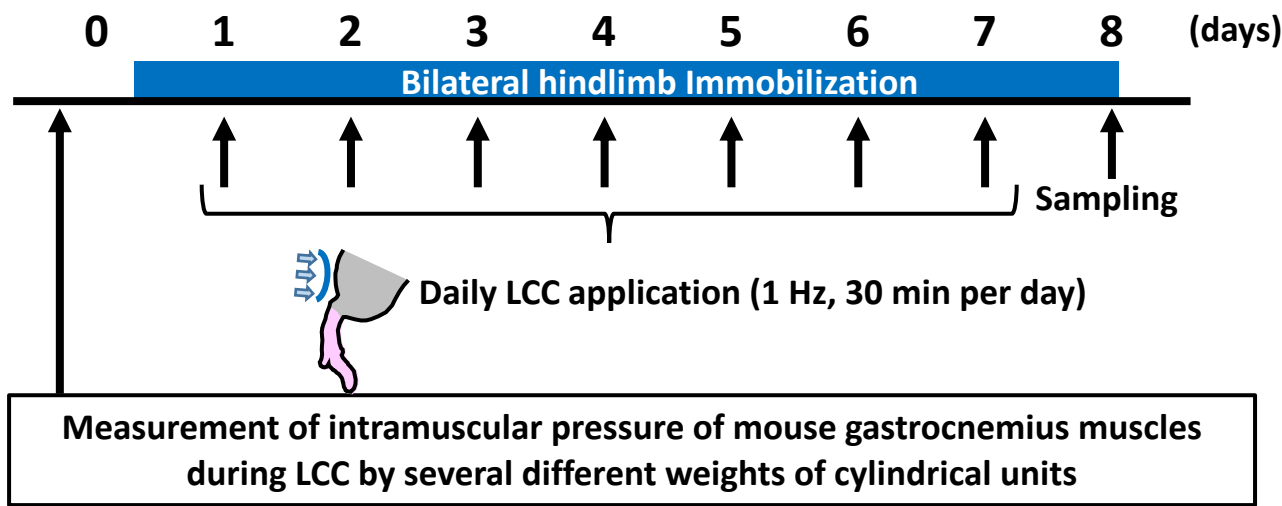 0 1 2 3 4 5 6 7 8 (days)
Bilateral hindlimb Immobilization
Sampling
Daily LCC application (1 Hz, 30 min per day)
Measurement of intramuscular pressure of mouse gastrocnemius muscles
during LCC by several different weights of cylindrical units